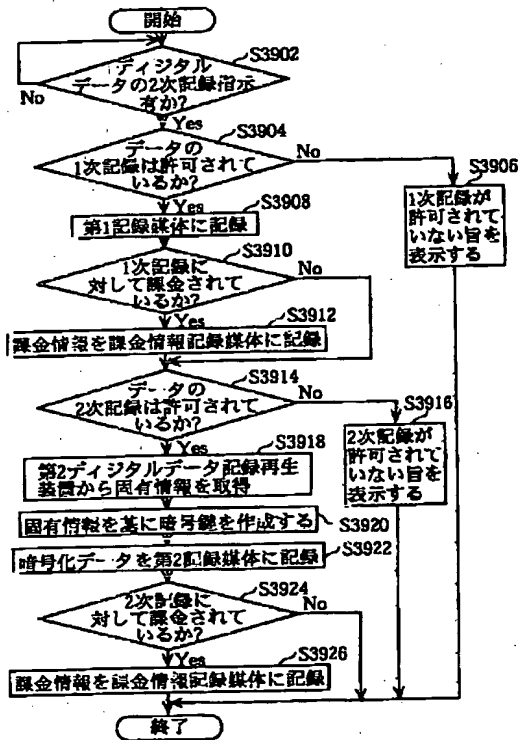 開始
S3902
ディジタル
データの2次記録指示
有か?
No
Yes
S3904
データの
1次記録は許可されて
いるか?
No
S3906
1次記録が
許可されて
いない旨を
表示する
Yes
S3908
第1記録媒体に記録
S3910
1次記録に
対して課金されて
いるか?
No
Yes
S3912
課金情報を課金情報記録媒体に記録
S3914
データの
2次記録は許可されて
いるか?
No
S3916
2次記録が
許可されて
いない旨を
表示する
Yes
S3918
第2ディジタルデータ記録再生
装置から固有情報を取得
固有情報を基に暗号鍵を作成する
S3920
暗号化データを第2記録媒体に記録
S3922
S3924
2次記録に
対して課金されて
いるか?
No
Yes
S3926
課金情報を課金情報記録媒体に記録
終了